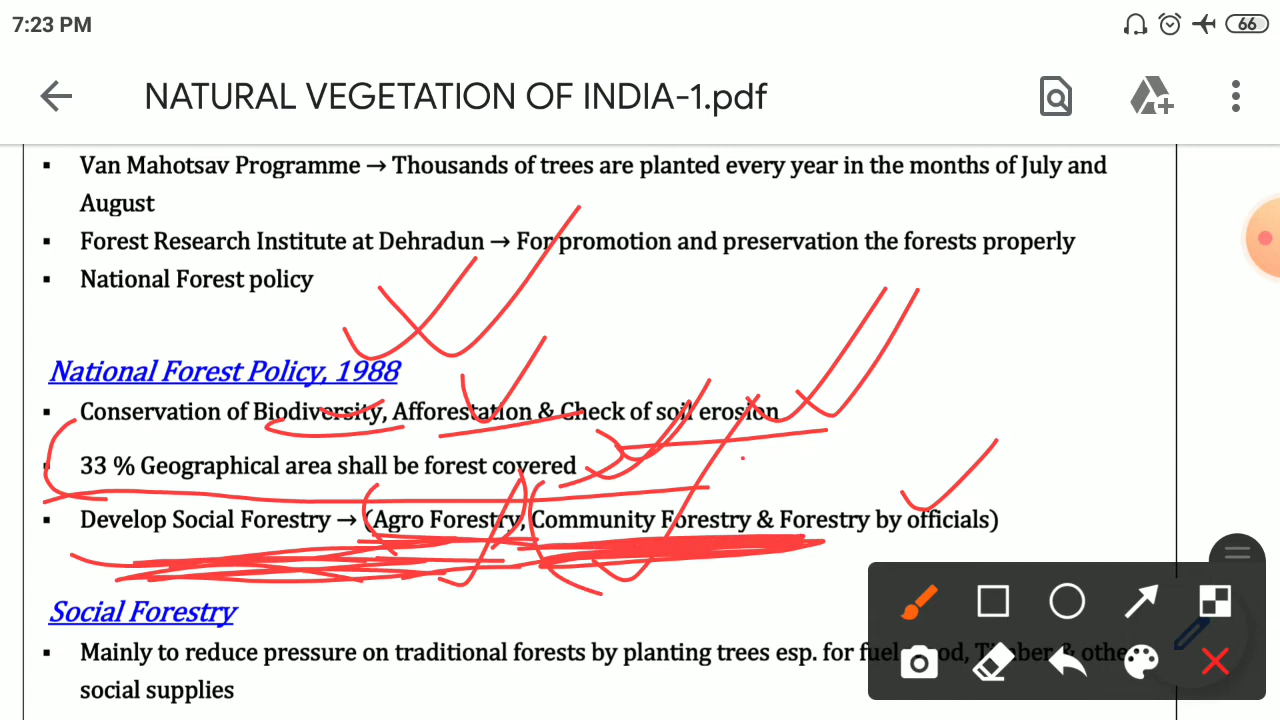 7:23 PM
66
NATURAL VEGETATION OF INDIA-1.pdf
▪ Van Mahotsav Programme → Thousands of trees are planted every year in the months of July and
August
▪ Forest Research Institute at Dehradun → For promotion and preservation the forests properly
▪ National Forest policy
National Forest Policy, 1988
▪ Conservation of Biodiversity, Afforestation & Check of soil erosion
▪ 33 % Geographical area shall be forest covered
▪ Develop Social Forestry → (Agro Forestry, Community Forestry & Forestry by officials)
Social Forestry
▪ Mainly to reduce pressure on traditional forests by planting trees esp. for fuel
social supplies